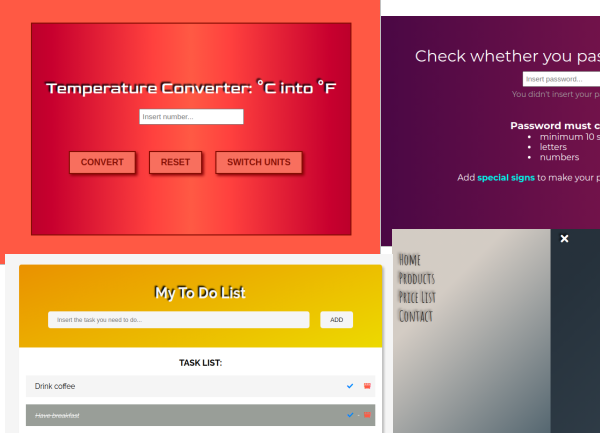 Temperature Converter: °C into °F
Insert number...
CONVERT
RESET
SWITCH UNITS
Check whether you pas
Insert password...
You didn't insert your p
Password must c
minimum 10 s
letters
numbers
Add special signs to make your p
My To Do List
Insert the task you need to do...
ADD
TASK LIST:
Drink coffee
Have breakfast
Home
Products
Price List
Contact